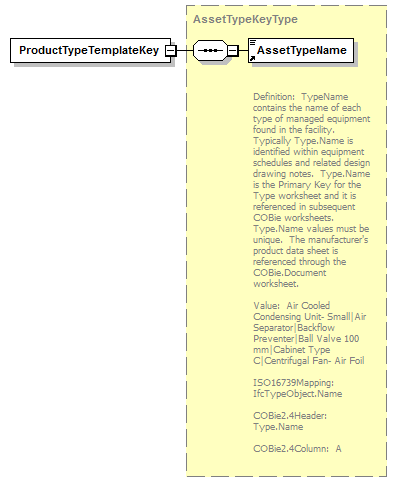 AssetTypeKeyType
ProductTypeTemplateKey
AssetTypeName
Definition:  TypeName
contains the name of each
type of managed equipment
found in the facility.
Typically Type.Name is
identified within equipment
schedules and related design
drawing notes.  Type.Name
is the Primary Key for the
Type worksheet and it is
referenced in subsequent
COBie worksheets.
Type.Name values must be
unique.  The manufacturer's
product data sheet is
referenced through the
COBie.Document
worksheet.
Value:  Air Cooled
Condensing Unit- Small|Air
Separator|Backflow
Preventer|Ball Valve 100
mm|Cabinet Type
C|Centrifugal Fan- Air Foil
ISO16739Mapping:
IfcTypeObject.Name
COBie2.4Header:
Type.Name
COBie2.4Column:  A